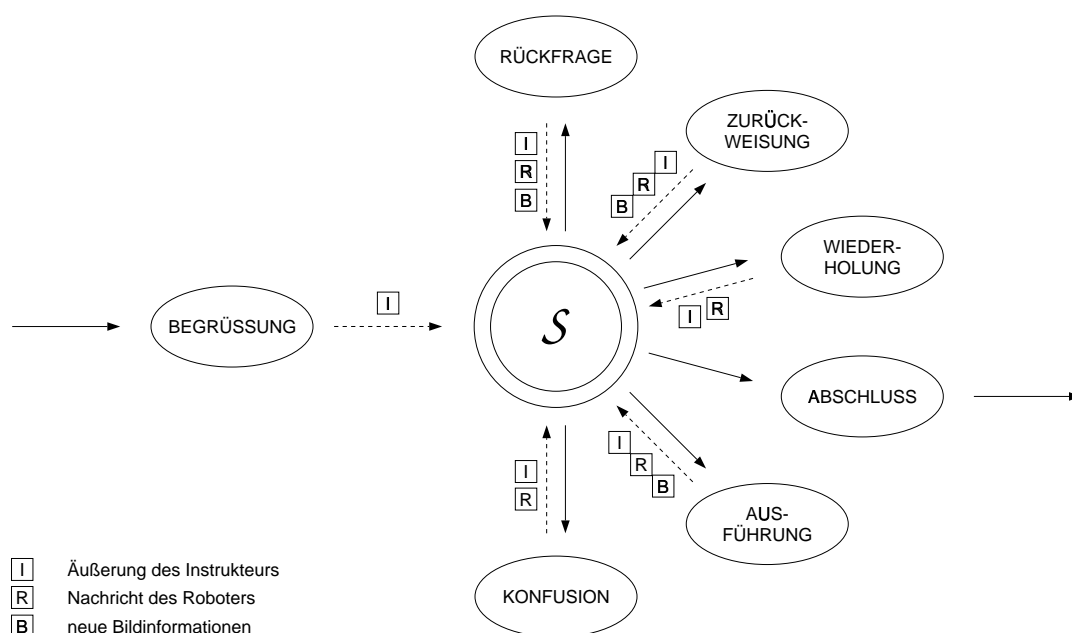 RÜCKFRAGE
ZURÜCK-
WEISUNG
I
R
B
I
R
B
WIEDER-
HOLUNG
I R
BEGRÜSSUNG
I
S
ABSCHLUSS
I
R
B
I
R
AUS-
FÜHRUNG
KONFUSION
I Äußerung des Instrukteurs
R Nachricht des Roboters
B neue Bildinformationen